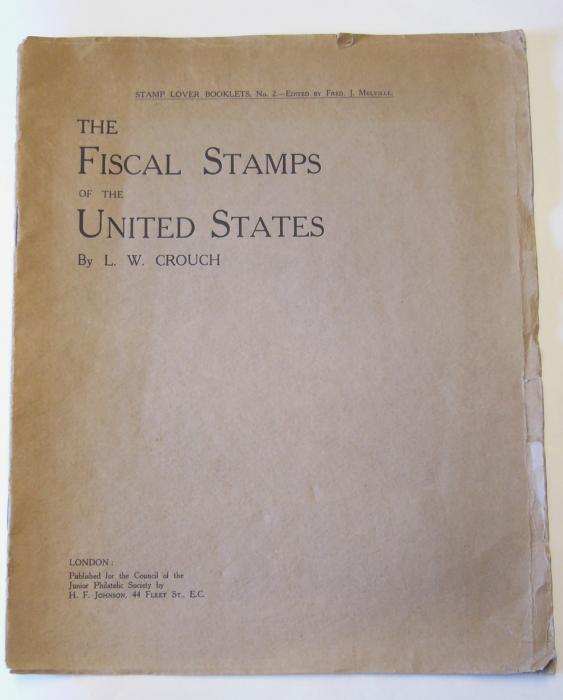 STAMP LOVER BOOKLETS, No. 2.—Edited by Fred. J. Melville.
THE
FISCAL STAMPS
OF THE
UNITED STATES
By L. W. CROUCH
LONDON:
Published for the Council of the
Junior Philatelic Society by
H. F. JOHNSON, 44 FLEET ST., E.C.